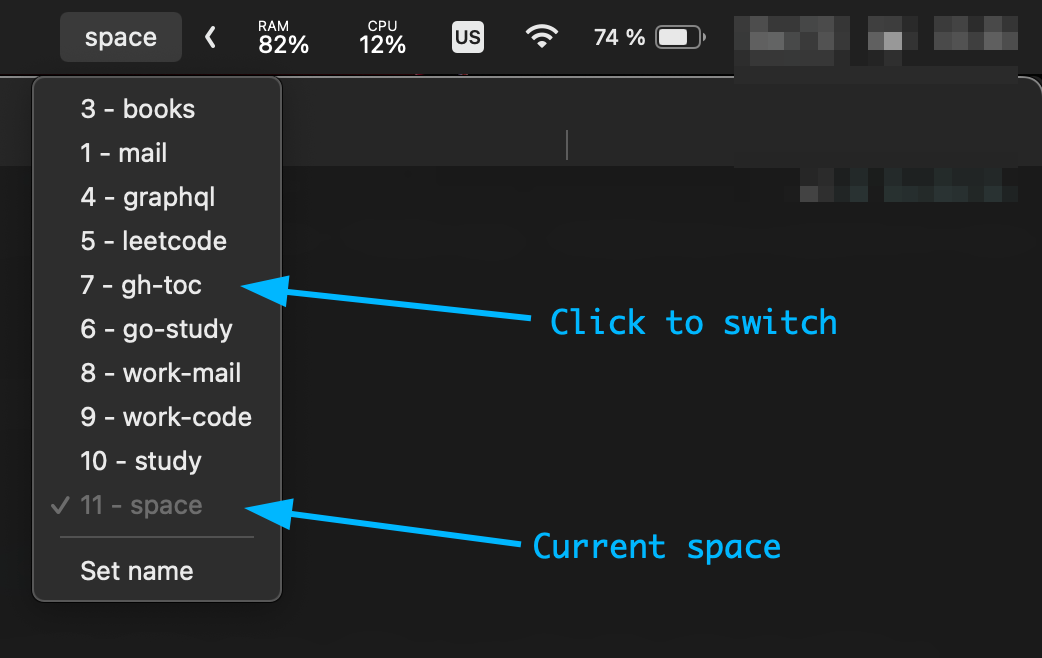 space
RAM
82%
CPU
12%
US
74 %
3 - books
1 - mail
4 - graphql
5 - leetcode
7 - gh-toc
6 - go-study
8 - work-mail
9 - work-code
10 - study
11 - space
Set name
Click to switch
Current space